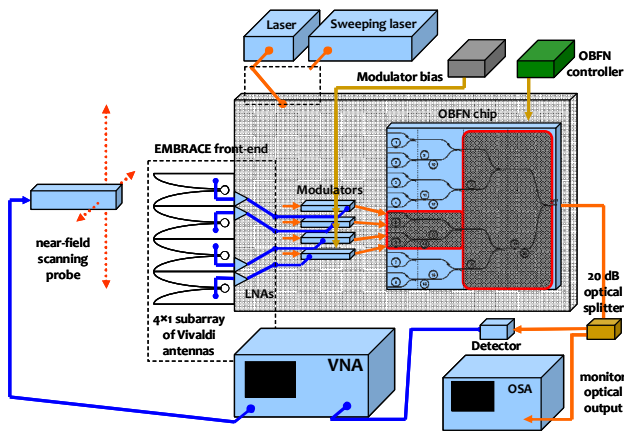 Laser
Sweeping laser
Modulator bias
OBFN
controller
OBFN chip
EMBRACE front-end
Modulators
near-field
scanning
probe
LNAs
4×1 subarray
of Vivaldi
antennas
20 dB
optical
splitter
Detector
VNA
OSA
monitor
optical
output